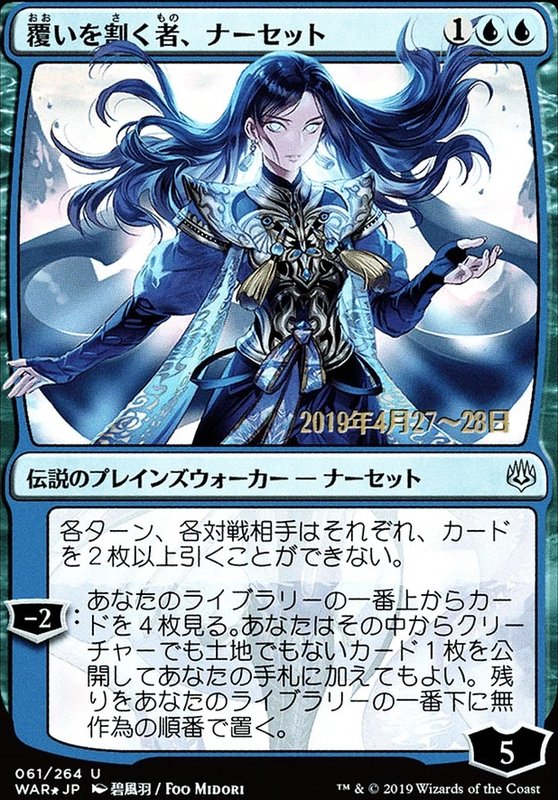 覆いを割く者、ナーセット
おお さ もの
1
2019年4月27~28日
伝説のプレインズウォーカー — ナーセット
各ターン、各対戦相手はそれぞれ、カード
を2枚以上引くことができない。
-2
:あなたのライブラリーの一番上からカー
ドを4枚見る。あなたはその中からクリー
チャーでも土地でもないカード1枚を公
開してあなたの手札に加えてもよい。残
りをあなたのライブラリーの一番下に無
作為の順番で置く。
5
061/264 U
WAR★JP 碧風羽/Foo Midori
™ & © 2019 Wizards of the Coast